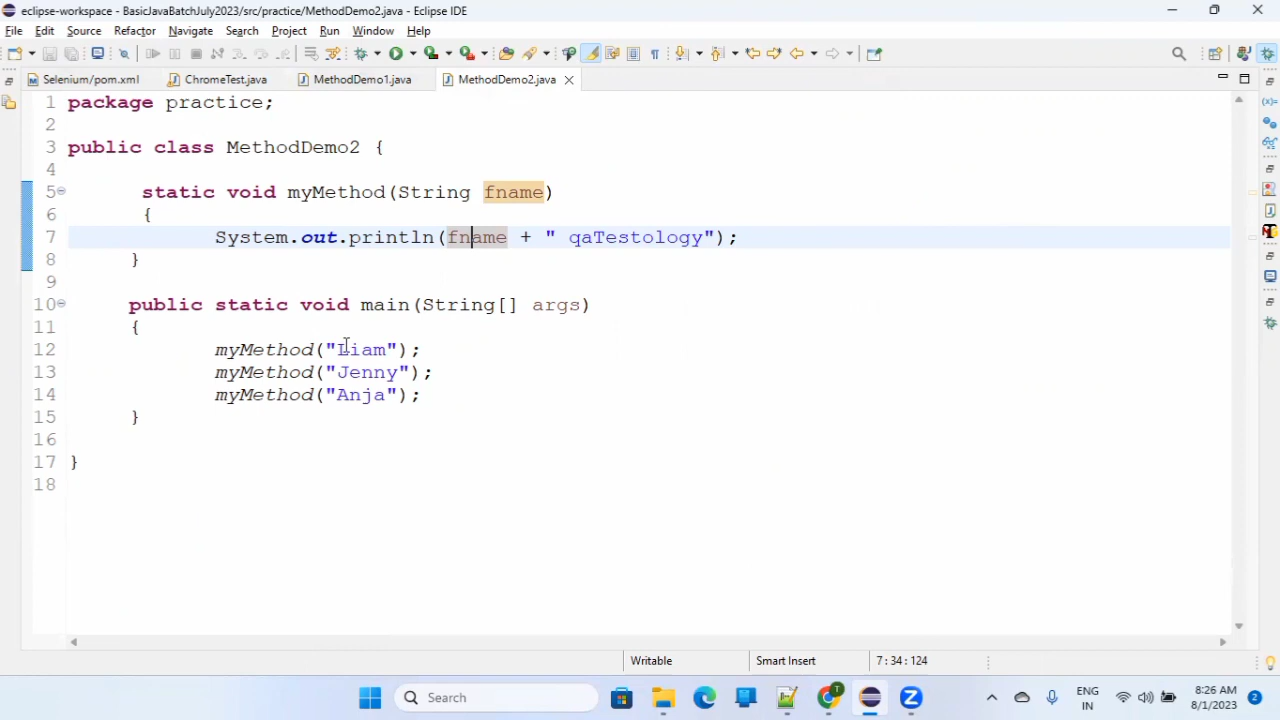 eclipse-workspace - BasicJavaBatchJuly2023/src/practice/MethodDemo2.java - Eclipse IDE
File Edit Source Refactor Navigate Search Project Run Window Help
Selenium/pom.xml ChromeTest.java MethodDemo1.java MethodDemo2.java
1 package practice;
2
3 public class MethodDemo2 {
4
5 static void myMethod(String fname)
6 {
7 System.out.println(fname + " qaTestology");
8 }
9
10 public static void main(String[] args)
11 {
12 myMethod("Liam");
13 myMethod("Jenny");
14 myMethod("Anja");
15 }
16
17 }
18
Writable Smart Insert 7 : 34 : 124
Search ENG IN 8:26 AM 8/1/2023 2